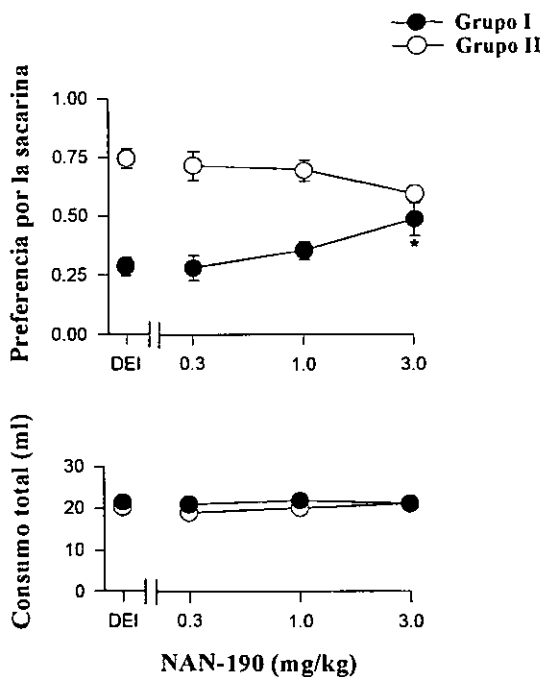 Grupo I
Grupo II
Preferencia por la sacarina
1.00
0.75
0.50
0.25
0.00
*
DEI 0.3 1.0 3.0
Consumo total (ml)
30
20
10
0
DEI 0.3 1.0 3.0
NAN-190 (mg/kg)